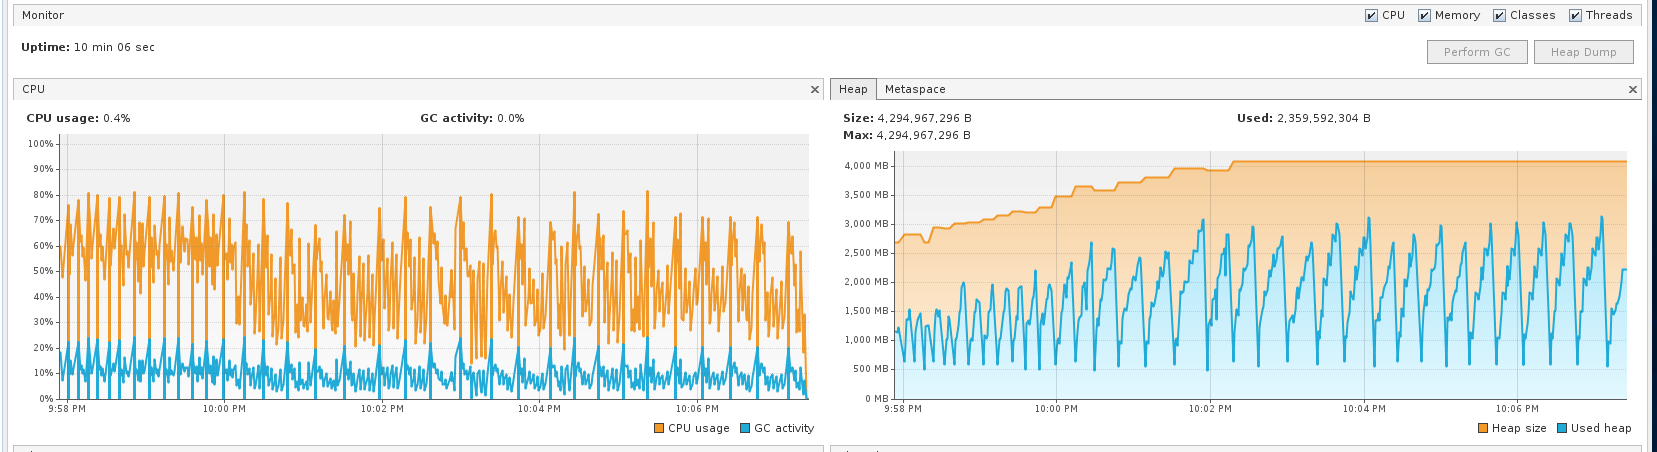 Monitor
CPU Memory Classes Threads
Uptime: 10 min 06 sec
Perform GC Heap Dump
CPU
CPU usage: 0.4% GC activity: 0.0%
100%
90%
80%
70%
60%
50%
40%
30%
20%
10%
0%
9:58 PM 10:00 PM 10:02 PM 10:04 PM 10:06 PM
CPU usage GC activity
Heap Metaspace
Size: 4,294,967,296 B Used: 2,359,592,304 B
Max: 4,294,967,296 B
4,000 MB
3,500 MB
3,000 MB
2,500 MB
2,000 MB
1,500 MB
1,000 MB
500 MB
0 MB
9:58 PM 10:00 PM 10:02 PM 10:04 PM 10:06 PM
Heap size Used heap